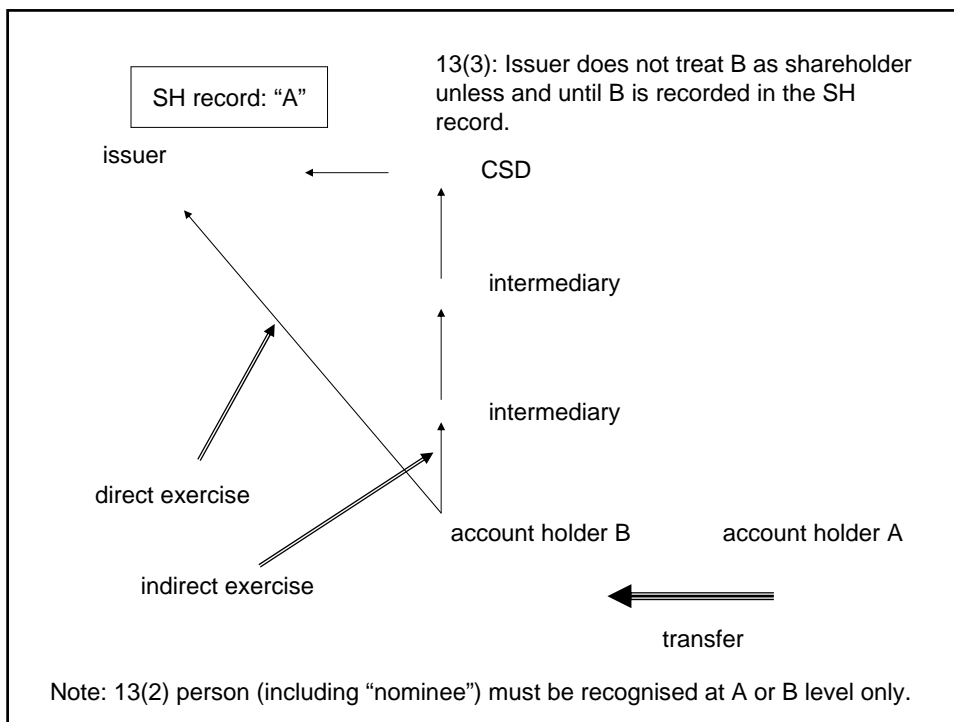 13(3): Issuer does not treat B as shareholder
unless and until B is recorded in the SH
record.
SH record: “A”
issuer
CSD
intermediary
intermediary
direct exercise
account holder B
account holder A
indirect exercise
transfer
Note: 13(2) person (including “nominee”) must be recognised at A or B level only.